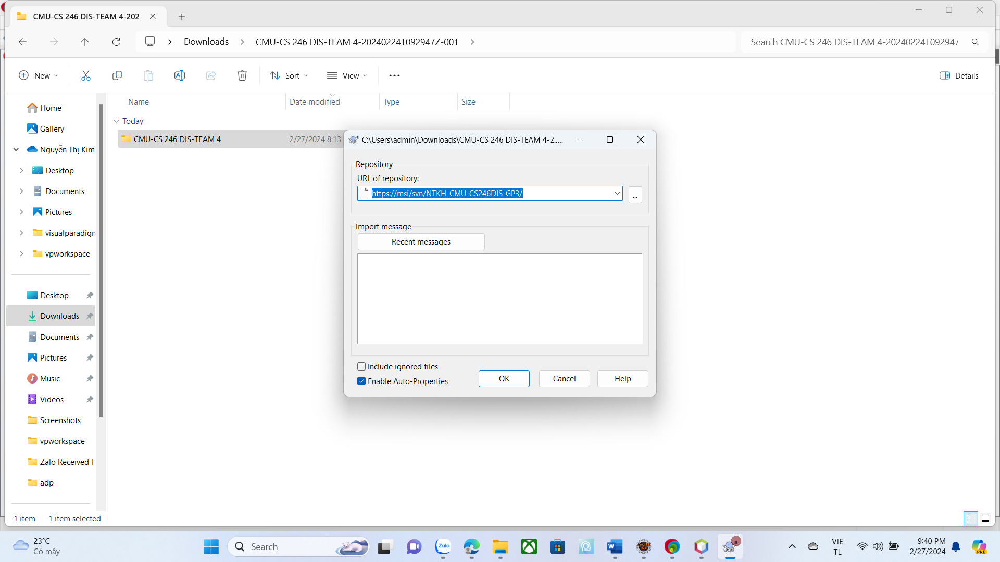 CMU-CS 246 DIS-TEAM 4-202
Downloads
CMU-CS 246 DIS-TEAM 4-20240224T092947Z-001
Search CMU-CS 246 DIS-TEAM 4-20240224T092947
New
Sort
View
Details
Name
Date modified
Type
Size
Today
CMU-CS 246 DIS-TEAM 4
2/27/2024 8:13
Home
Gallery
Nguyễn Thị Kim
Desktop
Documents
Pictures
visualparadign
vpworkspace
Desktop
Downloads
Documents
Pictures
Music
Videos
Screenshots
vpworkspace
Zalo Received F
adp
C:\Users\admin\Downloads\CMU-CS 246 DIS-TEAM 4-2.....
Repository
URL of repository:
https://msi/svn/NTKH_CMU-CS246DIS_GP3/
...
Import message
Recent messages
Include ignored files
Enable Auto-Properties
OK
Cancel
Help
1 item
1 item selected
23°C
Có mây
Search
Zalo
VIE
TL
9:40 PM
2/27/2024
PRE